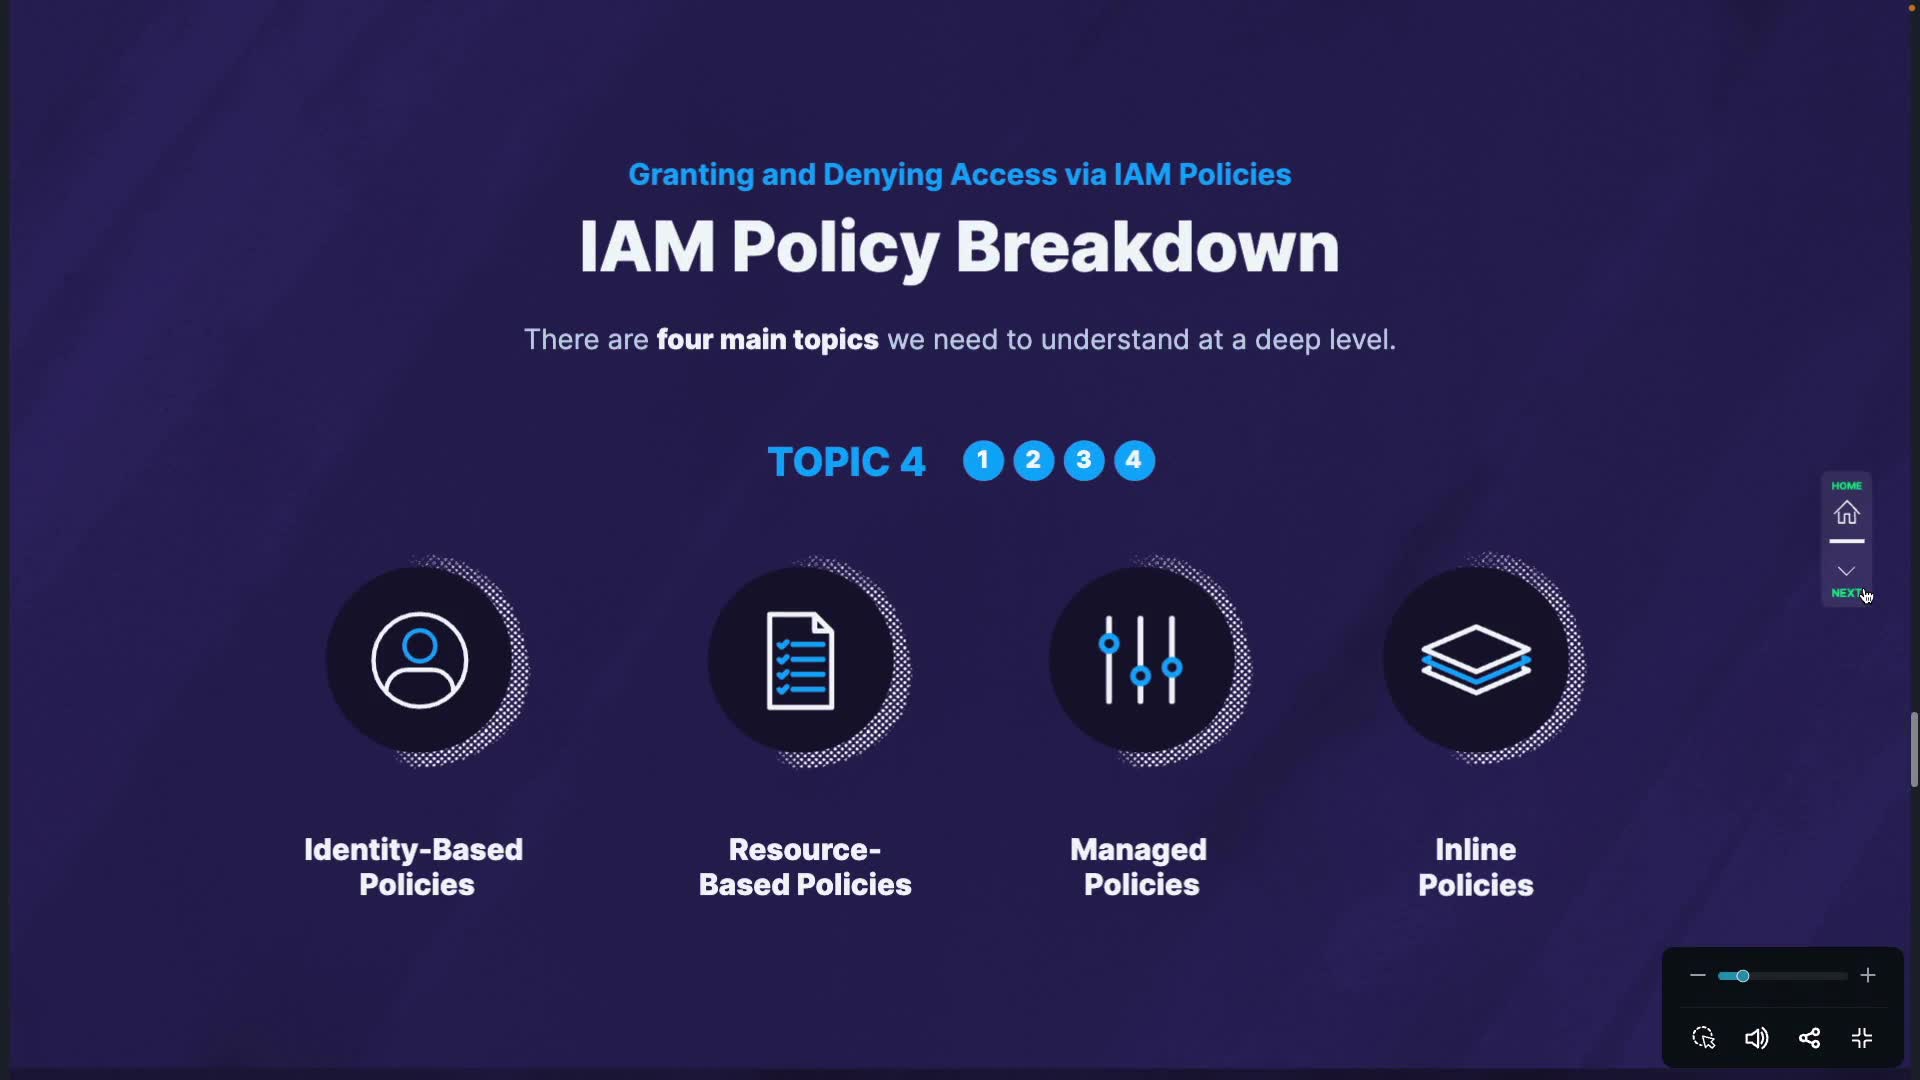 Granting and Denying Access via IAM Policies
IAM Policy Breakdown
There are four main topics we need to understand at a deep level.
TOPIC 4 1 2 3 4
HOME
NEXT
Identity-Based
Policies
Resource-
Based Policies
Managed
Policies
Inline
Policies